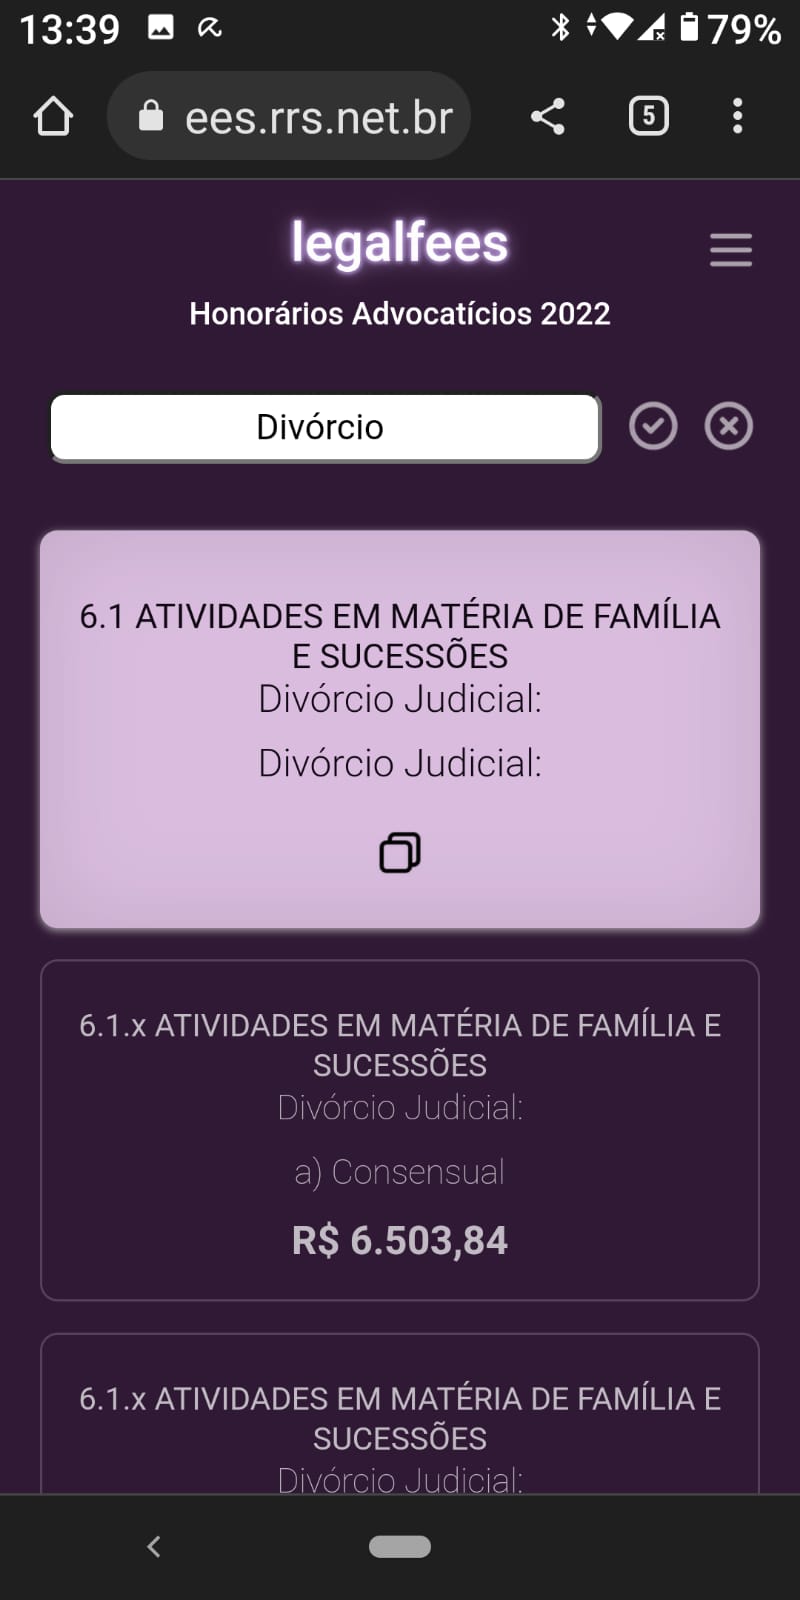 13:39
79%
ees.rrs.net.br
5
legalfees
Honorários Advocatícios 2022
Divórcio
6.1 ATIVIDADES EM MATÉRIA DE FAMÍLIA
E SUCESSÕES
Divórcio Judicial:
Divórcio Judicial:
6.1.x ATIVIDADES EM MATÉRIA DE FAMÍLIA E
SUCESSÕES
Divórcio Judicial:
a) Consensual
R$ 6.503,84
6.1.x ATIVIDADES EM MATÉRIA DE FAMÍLIA E
SUCESSÕES
Divórcio Judicial: